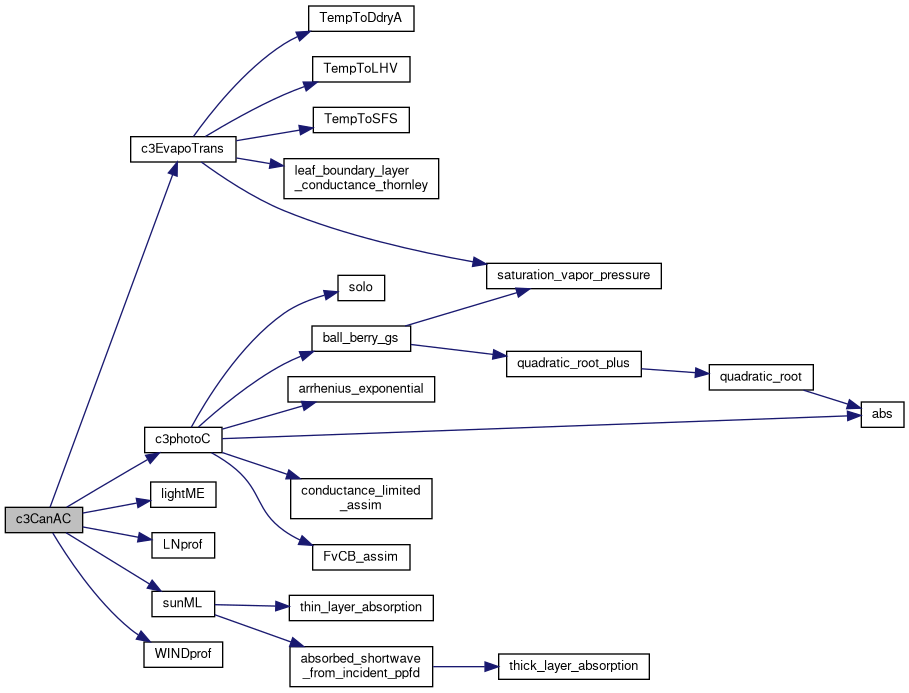 TempToDdryA
TempToLHV
TempToSFS
c3EvapoTrans
leaf_boundary_layer
_conductance_thornley
saturation_vapor_pressure
solo
ball_berry_gs
quadratic_root_plus
quadratic_root
arrhenius_exponential
abs
c3photoC
conductance_limited
_assim
lightME
c3CanAC
LNprof
FvCB_assim
sunML
thin_layer_absorption
WINDprof
absorbed_shortwave
_from_incident_ppfd
thick_layer_absorption